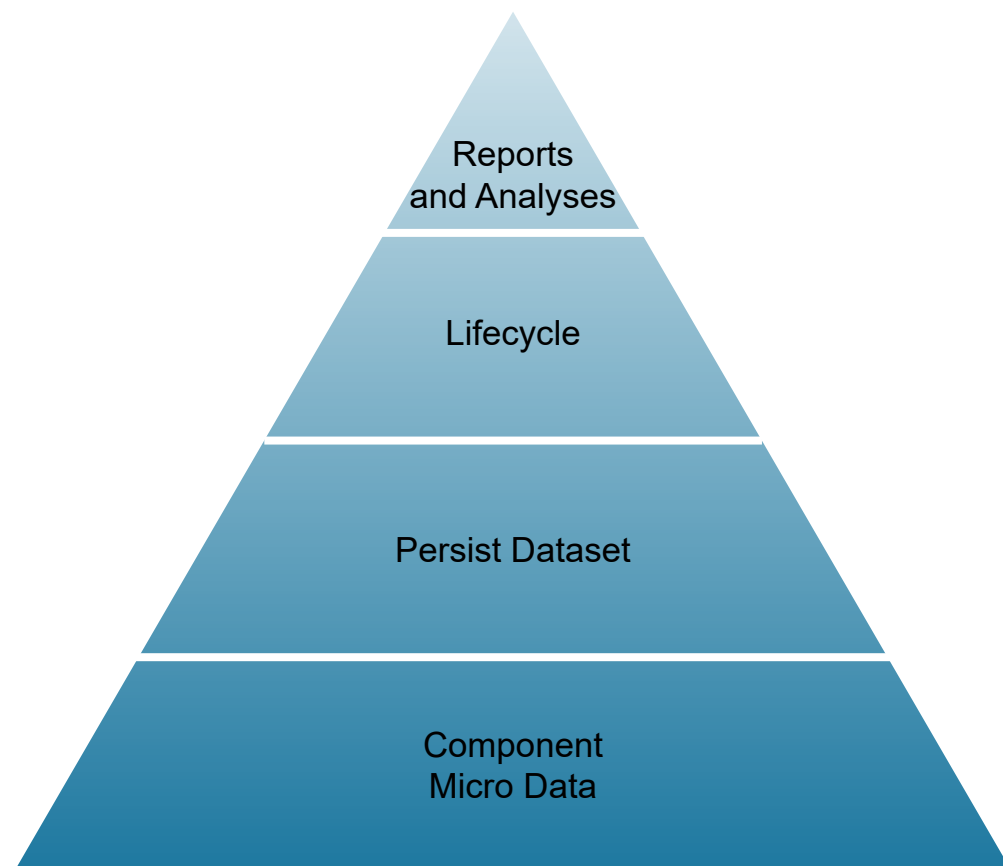 Reports
and Analyses
Lifecycle
Persist Dataset
Component
Micro Data